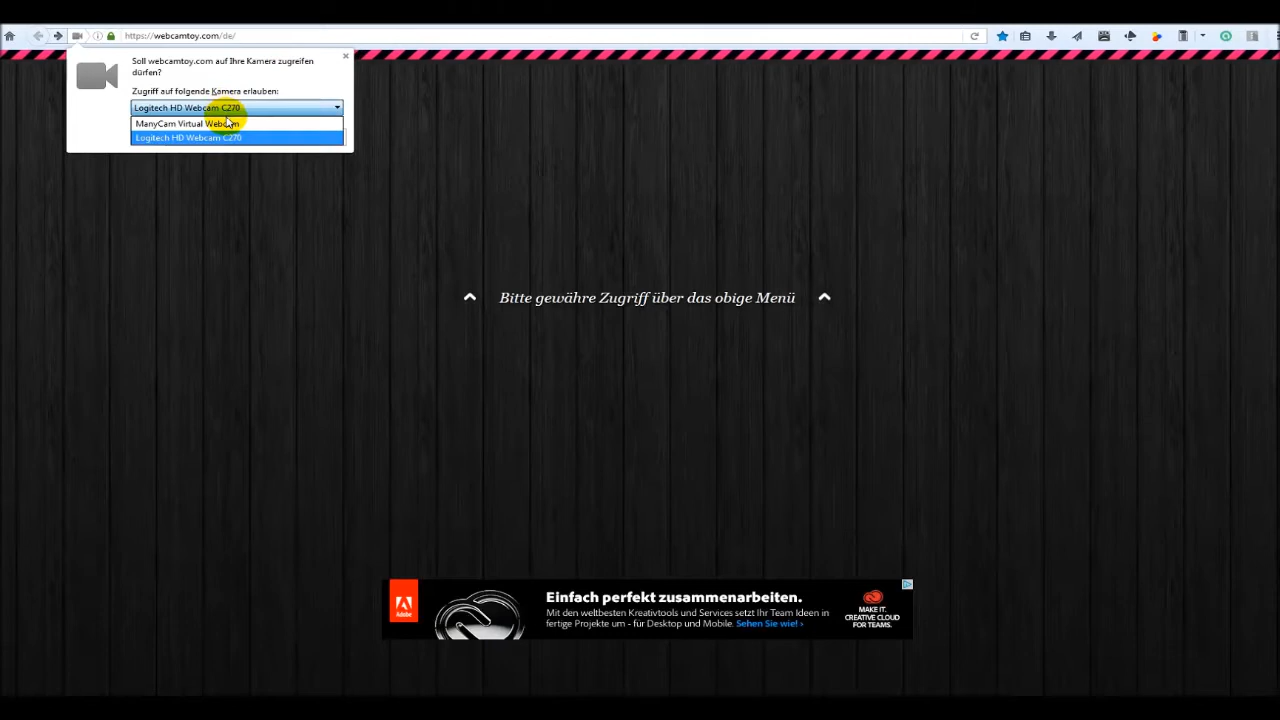 https://webcamtoy.com/de/
Soll webcamtoy.com auf Ihre Kamera zugreifen
dürfen?
Zugriff auf folgende Kamera erlauben:
Logitech HD Webcam C270
ManyCam Virtual Webcam
Logitech HD Webcam C270
Bitte gewähre Zugriff über das obige Menü
Adobe
Einfach perfekt zusammenarbeiten.
Mit den weltbesten Kreativtools und Services setzt Ihr Team Ideen in
fertige Projekte um - für Desktop und Mobile. Sehen Sie wie! ›
MAKE IT.
CREATIVE CLOUD
FOR TEAMS.